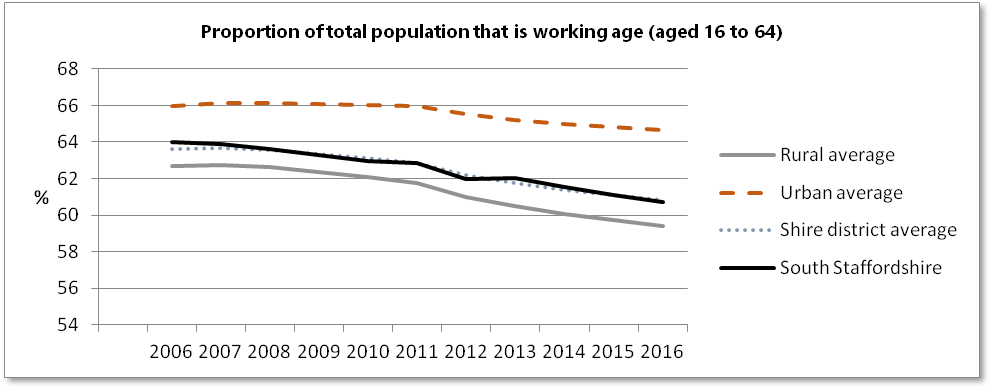 Proportion of total population that is working age (aged 16 to 64)
68
66
64
62
60
58
56
54
%
2006 2007 2008 2009 2010 2011 2012 2013 2014 2015 2016
Rural average
Urban average
Shire district average
South Staffordshire